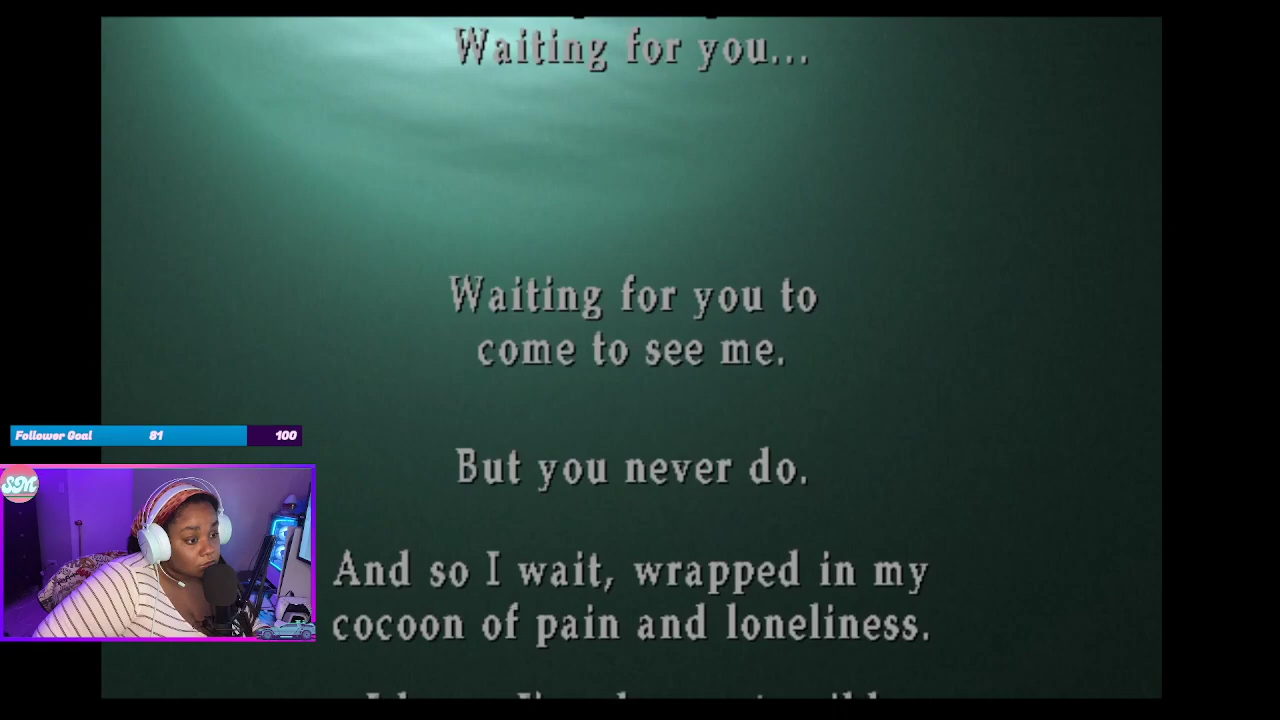 Waiting for you...
Waiting for you to
come to see me.
But you never do.
Follower Goal 81 100
SM
And so I wait, wrapped in my
cocoon of pain and loneliness.